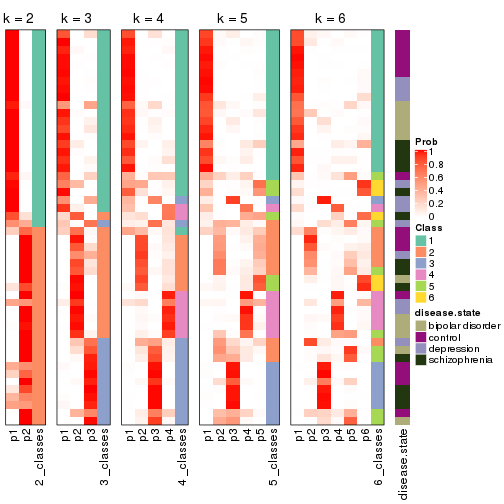 k = 2 k = 3 k = 4 k = 5 k = 6
Prob
1
0.8
0.6
0.4
0.2
0
Class
1
2
3
4
5
6
disease.state
bipolar disorder
control
depression
schizophrenia
p1 p2 2_classes p1 p2 p3 3_classes p1 p2 p3 p4 4_classes p1 p2 p3 p4 p5 5_classes p1 p2 p3 p4 p5 p6 6_classes disease.state